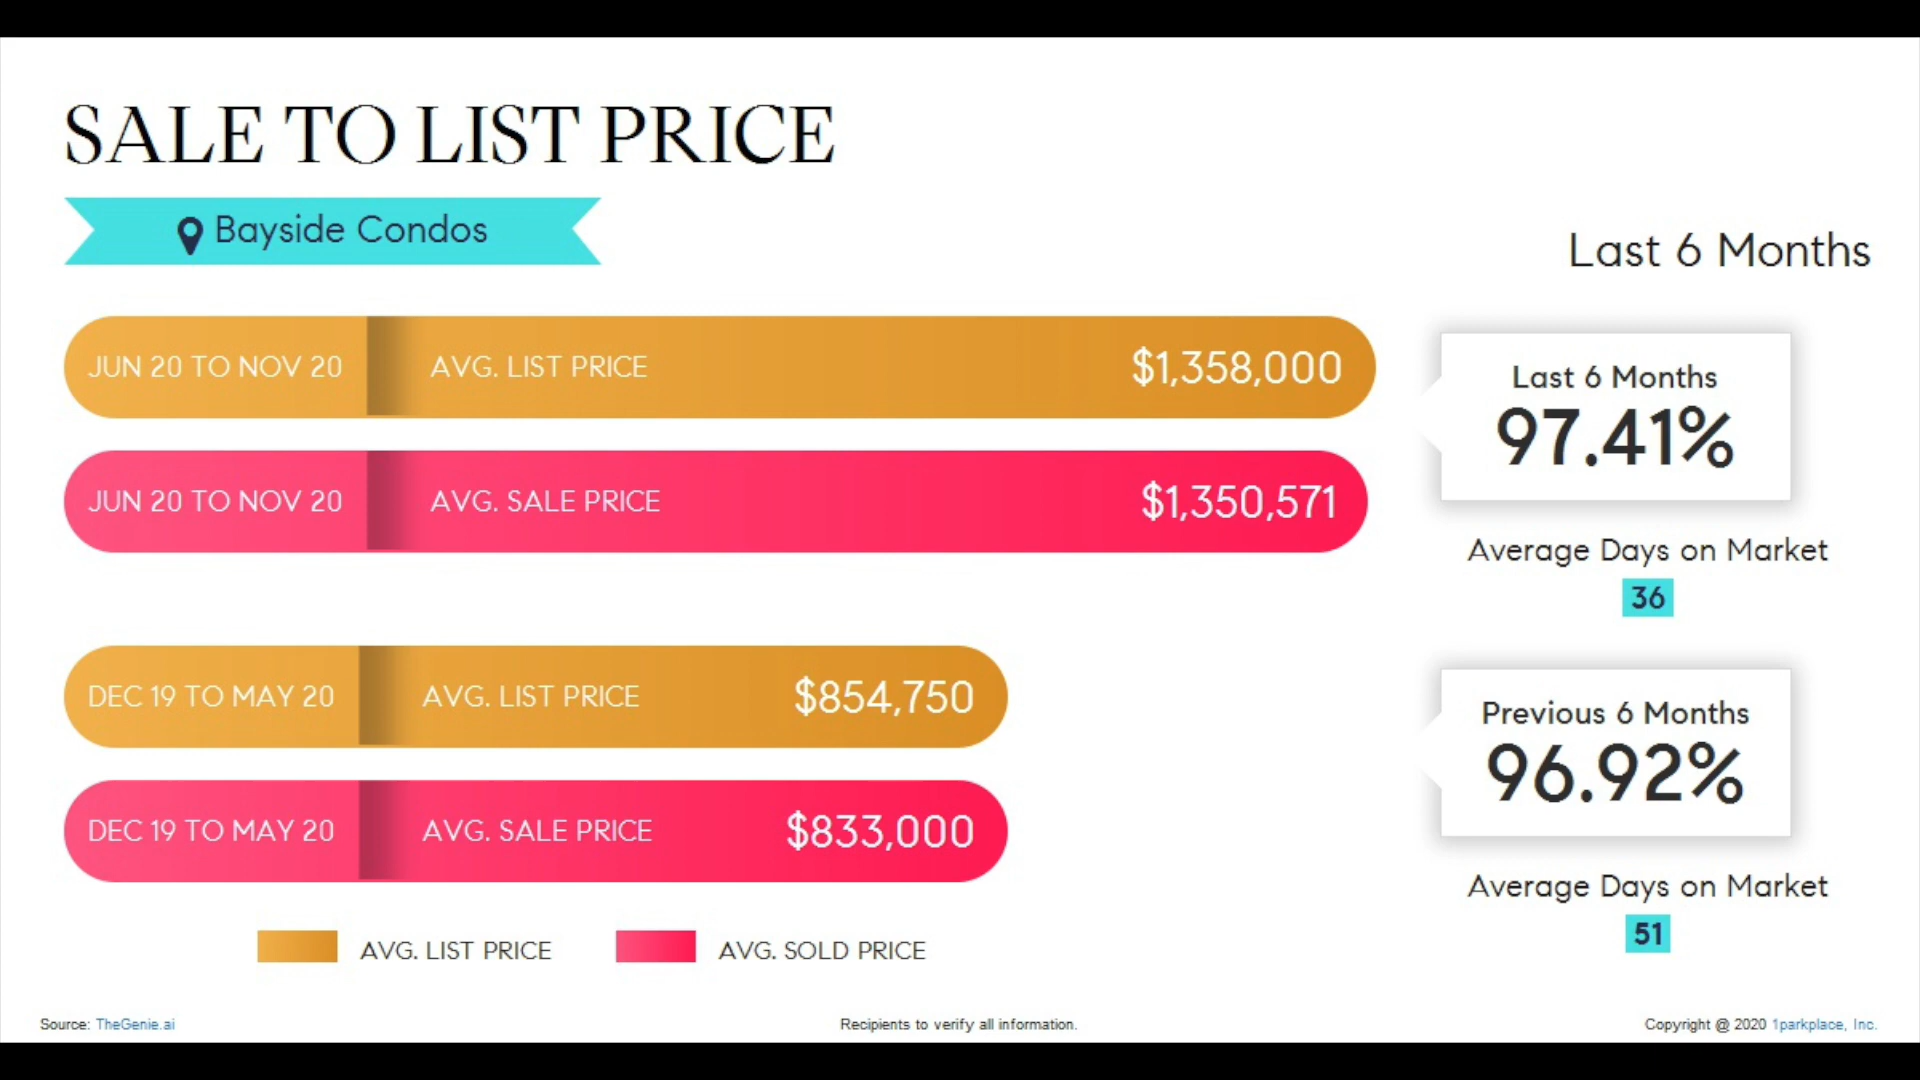 SALE TO LIST PRICE
Bayside Condos
Last 6 Months
JUN 20 TO NOV 20 AVG. LIST PRICE $1,358,000
JUN 20 TO NOV 20 AVG. SALE PRICE $1,350,571
Last 6 Months
97.41%
Average Days on Market
36
DEC 19 TO MAY 20 AVG. LIST PRICE $854,750
DEC 19 TO MAY 20 AVG. SALE PRICE $833,000
Previous 6 Months
96.92%
Average Days on Market
51
AVG. LIST PRICE AVG. SOLD PRICE
Source: TheGenie.ai Recipients to verify all information. Copyright @ 2020 1parkplace, Inc.